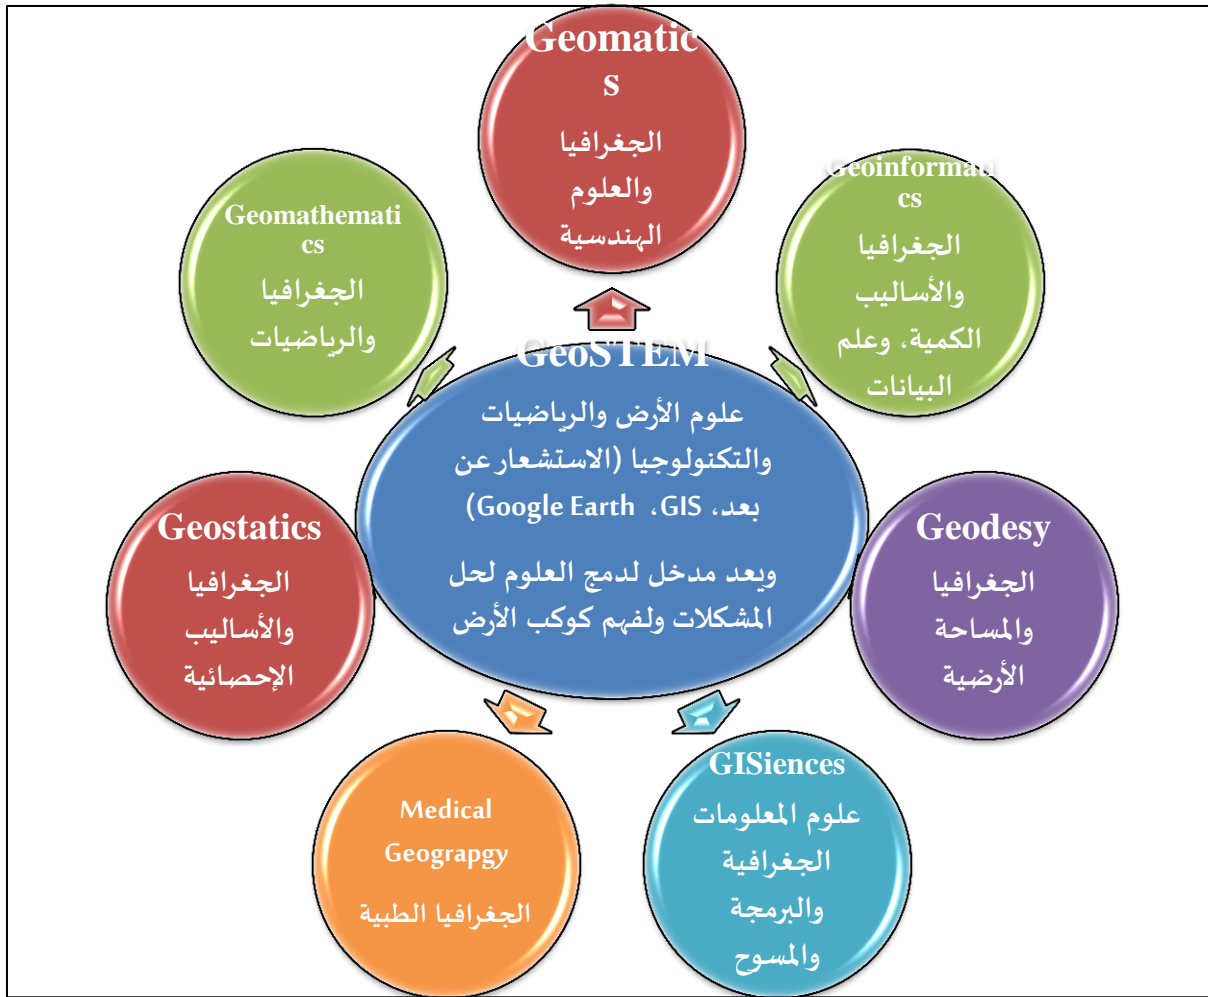 Geomatic
s
الجغرافيا
والعلوم
الهندسية
Geoinformati
cs
الجغرافيا
والأساليب
الكمية، وعلم
البيانات
Geodesy
الجغرافيا
والمساحة
الأرضية
GISiences
علوم المعلومات
الجغرافية
والبرمجة
والمسوح
Medical
Geograpgy
الجغرافيا الطبية
Geostatics
الجغرافيا
والأساليب
الإحصائية
Geomathemati
cs
الجغرافيا
والرياضيات
GeoSTEM
علوم الأرض والرياضيات
والتكنولوجيا (الاستشعار عن
بعد، GIS، Google Earth)
ويعد مدخل لدمج العلوم لحل
المشكلات ولفهم كوكب الأرض